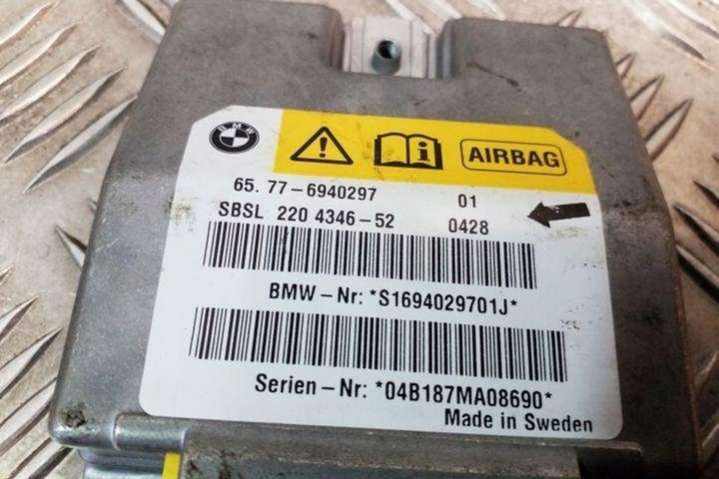 BMW
AIRBAG
65. 77-6940297 01
SBSL 220 4346-52 0428
BMW-Nr: *S1694029701J*
Serien-Nr: *04B187MA08690*
Made in Sweden